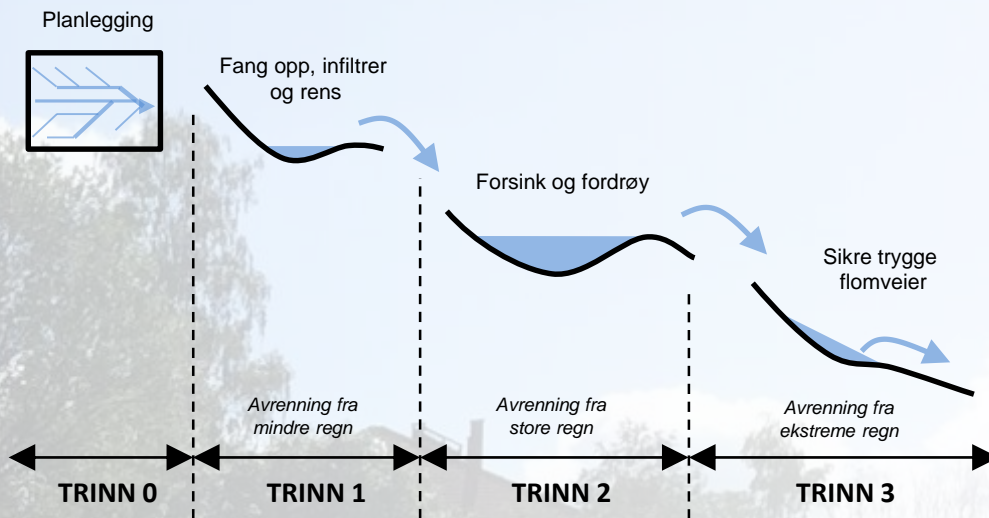 Planlegging
Fang opp, infiltrer
og rens
Forsink og fordrøy
Sikre trygge
flomveier
Avrenning fra
mindre regn
Avrenning fra
store regn
Avrenning fra
ekstreme regn
TRINN 0
TRINN 1
TRINN 2
TRINN 3